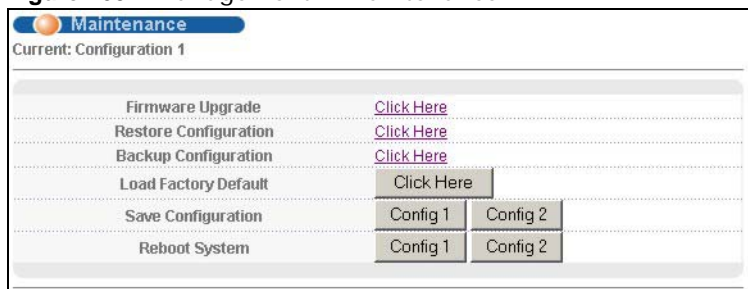 Maintenance
Current: Configuration 1
Firmware Upgrade Click Here
Restore Configuration Click Here
Backup Configuration Click Here
Load Factory Default Click Here
Save Configuration Config 1 Config 2
Reboot System Config 1 Config 2